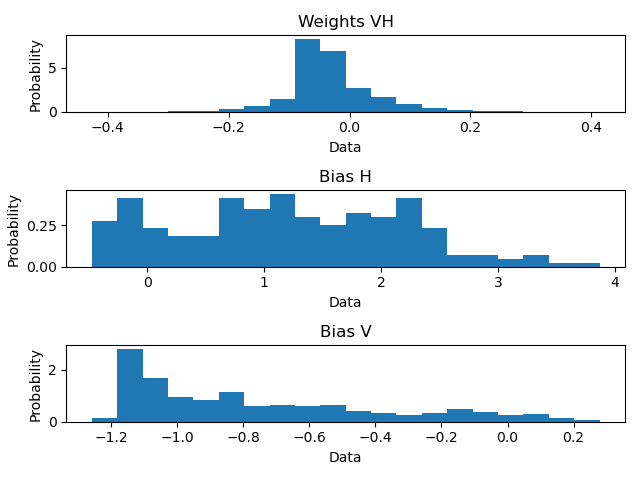 Weights VH
Probability
5
0
−0.4 −0.2 0.0 0.2 0.4
Data
Bias H
Probability
0.25
0.00
0 1 2 3 4
Data
Bias V
Probability
2
0
−1.2 −1.0 −0.8 −0.6 −0.4 −0.2 0.0 0.2
Data